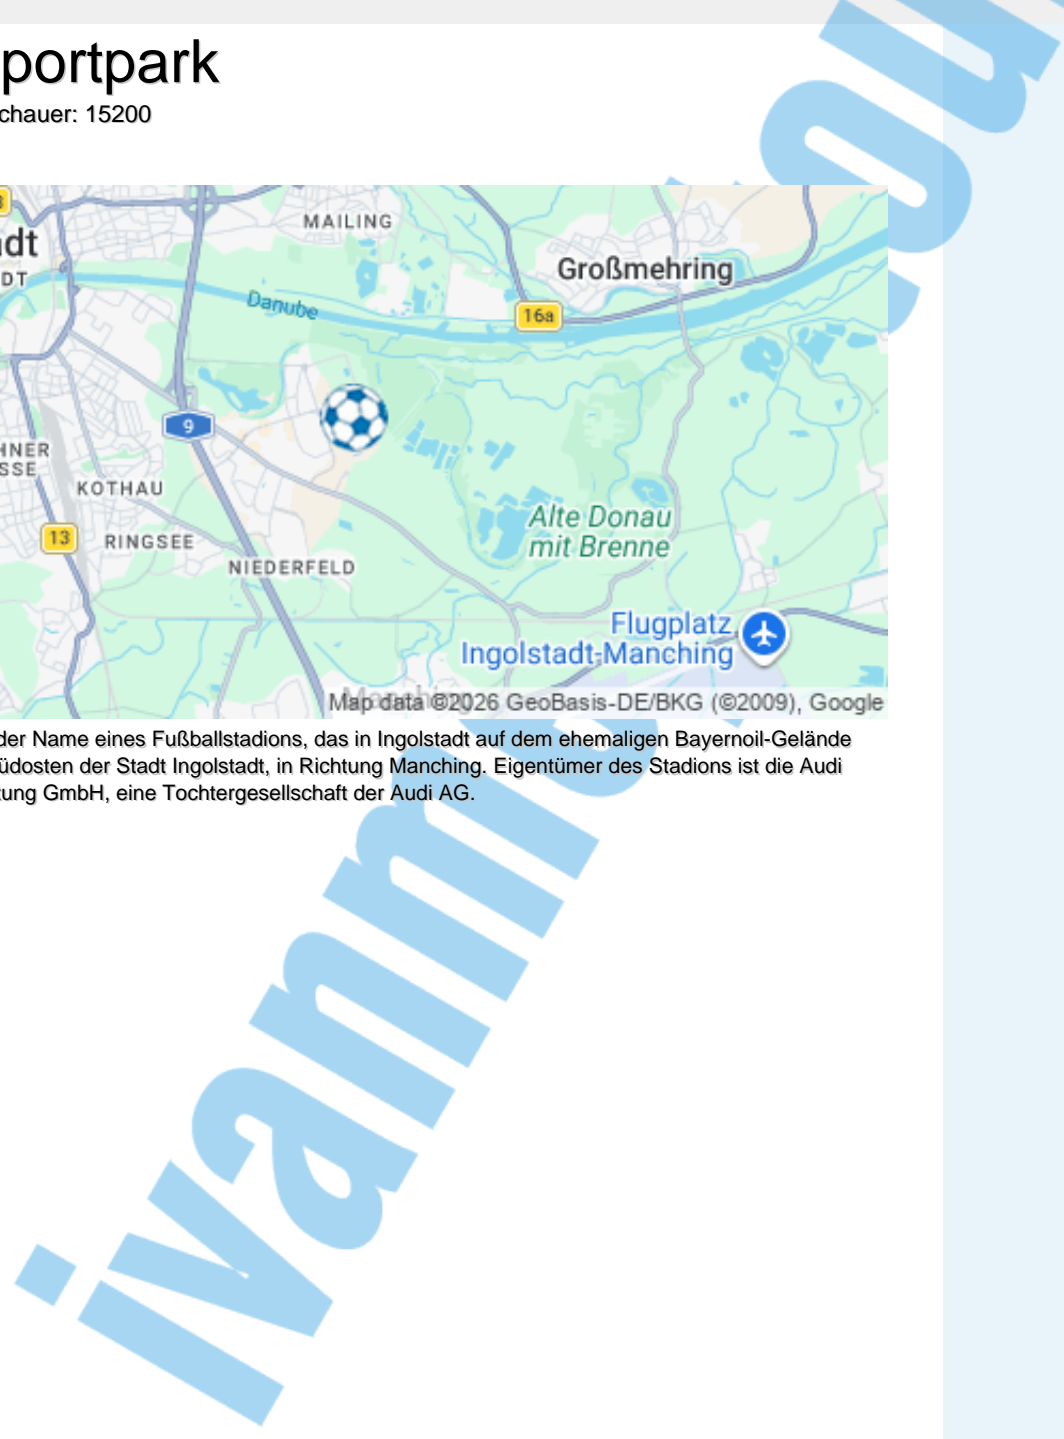 portpark
chauer: 15200
MAILING
dt
DT
Großmehring
Danube
16a
9
HNER
SSE
KOTHAU
13
RINGSEE
NIEDERFELD
Alte Donau
mit Brenne
Flugplatz
Ingolstadt-Manching
Manching
Map data ©2026 GeoBasis-DE/BKG (©2009), Google
der Name eines Fußballstadions, das in Ingolstadt auf dem ehemaligen Bayernoil-Gelände
üdosten der Stadt Ingolstadt, in Richtung Manching. Eigentümer des Stadions ist die Audi
tung GmbH, eine Tochtergesellschaft der Audi AG.
ivanm